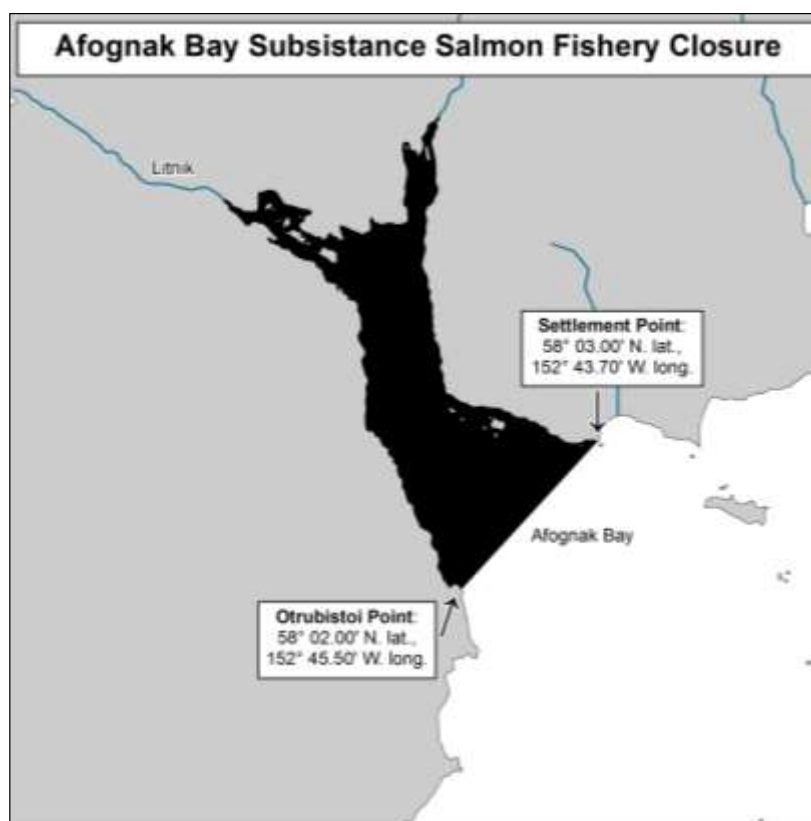 Afognak Bay Subsistance Salmon Fishery Closure
Litnik
Settlement Point:
58° 03.00' N. lat.,
152° 43.70' W. long.
Afognak Bay
Otrubistoi Point:
58° 02.00' N. lat.,
152° 45.50' W. long.